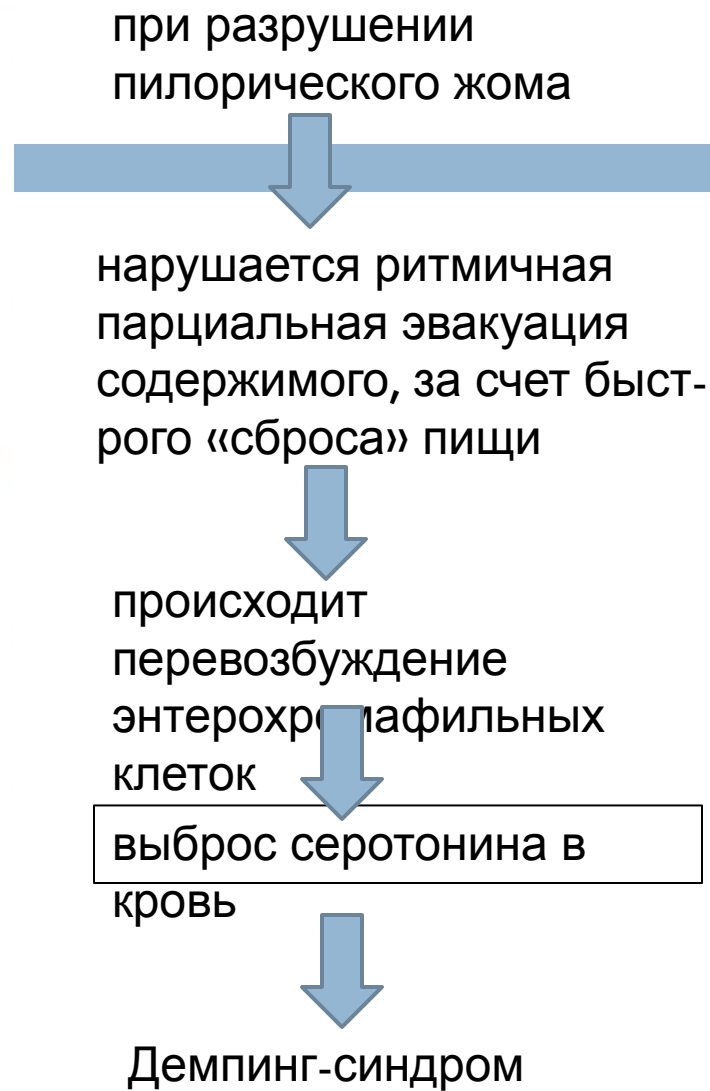 при разрушении
пилорического жома
нарушается ритмичная
парциальная эвакуация
содержимого, за счет быст-
рого «сброса» пищи
происходит
перевозбуждение
энтерохромафильных
клеток
выброс серотонина в
кровь
Демпинг-синдром